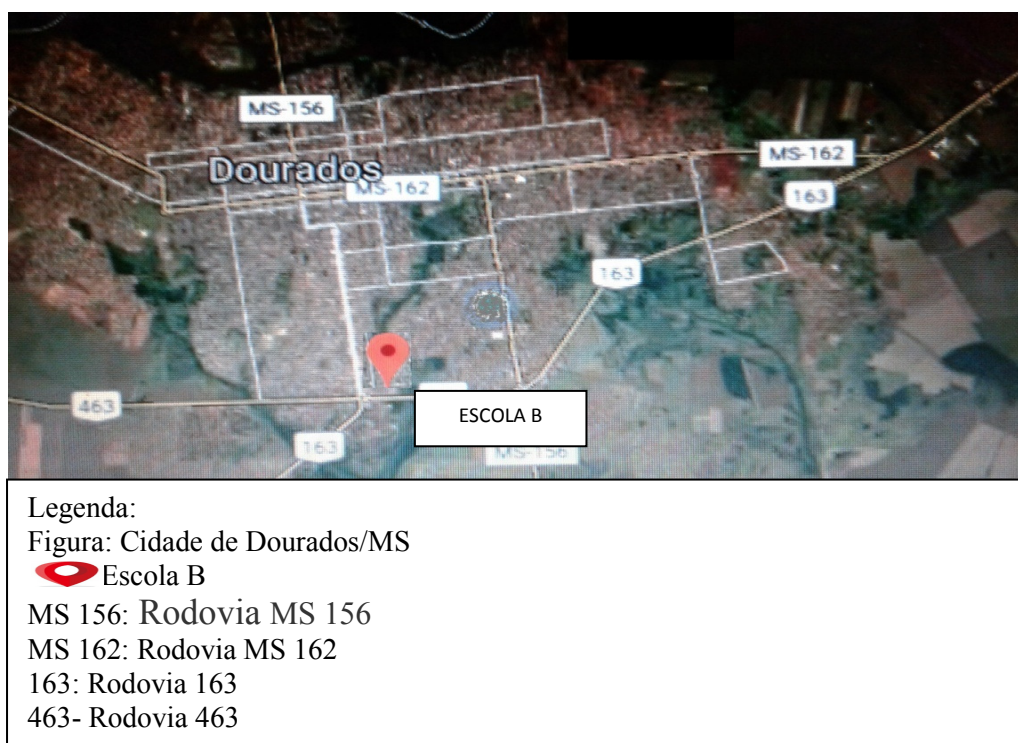 MS-156
Dourados
MS-162
MS-162
163
163
463
ESCOLA B
163
MS-156
Legenda:
Figura: Cidade de Dourados/MS
Escola B
MS 156: Rodovia MS 156
MS 162: Rodovia MS 162
163: Rodovia 163
463- Rodovia 463